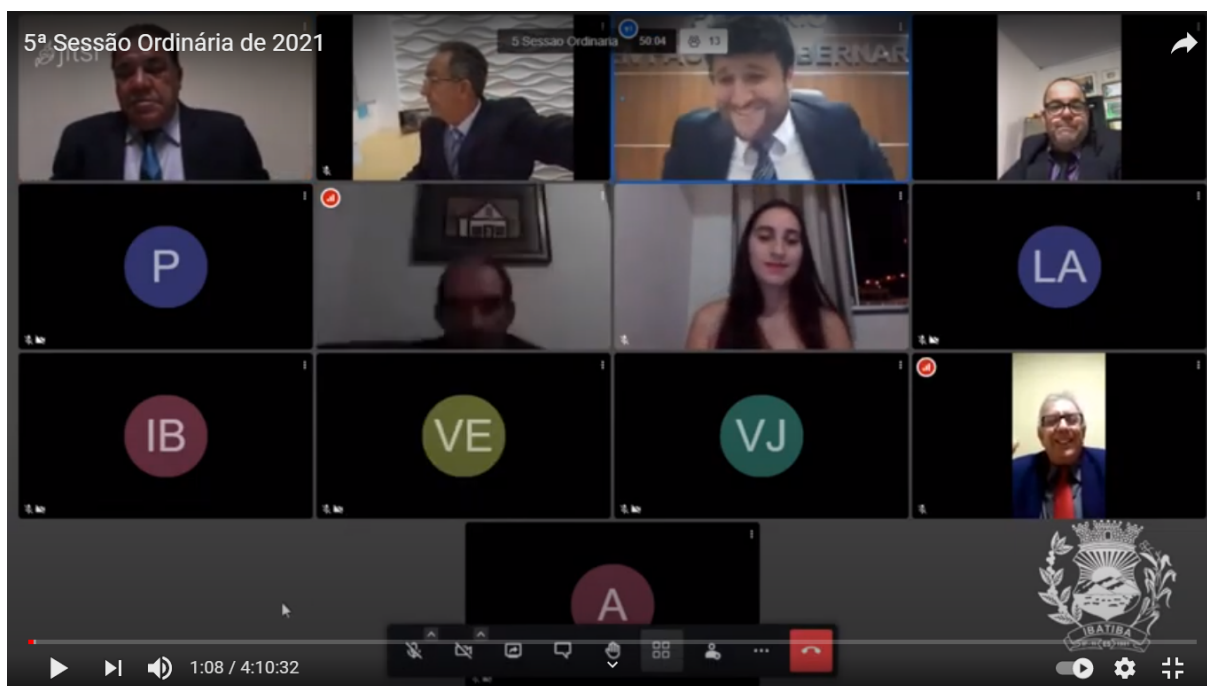 5ª Sessão Ordinária de 2021
jitsi
5 Sessao Ordinaria 50:04 13
BERNAR
P
LA
IB
VE
VJ
A
IBATIBA
1:08 / 4:10:32